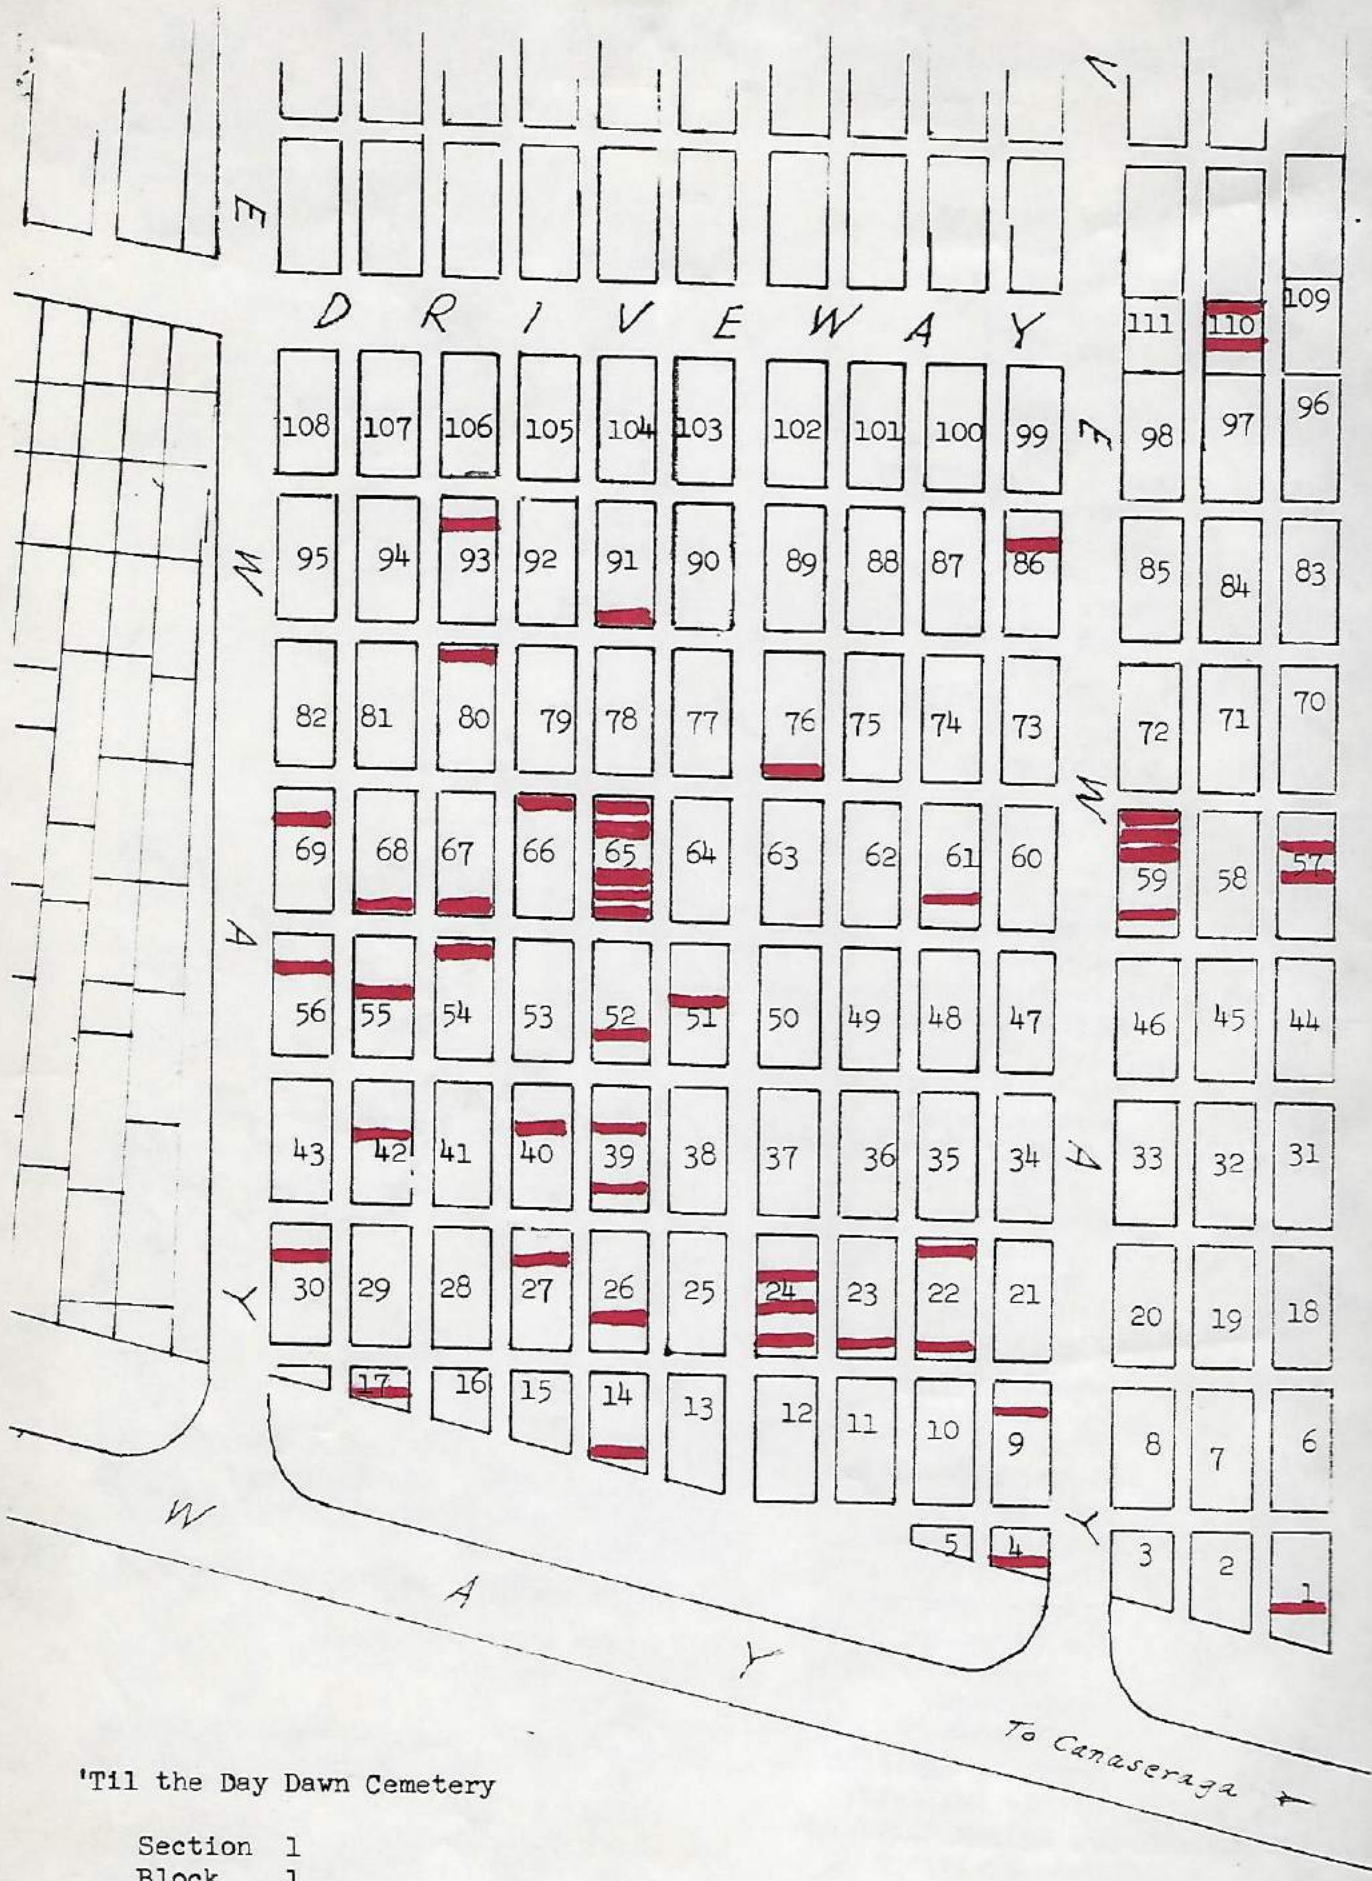 D R I V E W A Y
109
111 110
108 107 106 105 104 103 102 101 100 99 98 97 96
95 94 93 92 91 90 89 88 87 86 85 84 83
82 81 80 79 78 77 76 75 74 73 72 71 70
69 68 67 66 65 64 63 62 61 60 59 58 57
56 55 54 53 52 51 50 49 48 47 46 45 44
43 42 41 40 39 38 37 36 35 34 33 32 31
30 29 28 27 26 25 24 23 22 21 20 19 18
17 16 15 14 13 12 11 10 9 8 7 6
5 4 3 2 1
E W A Y
V E W A Y
W A Y
To Canaseraga
'Til the Day Dawn Cemetery
Section 1
Block 1